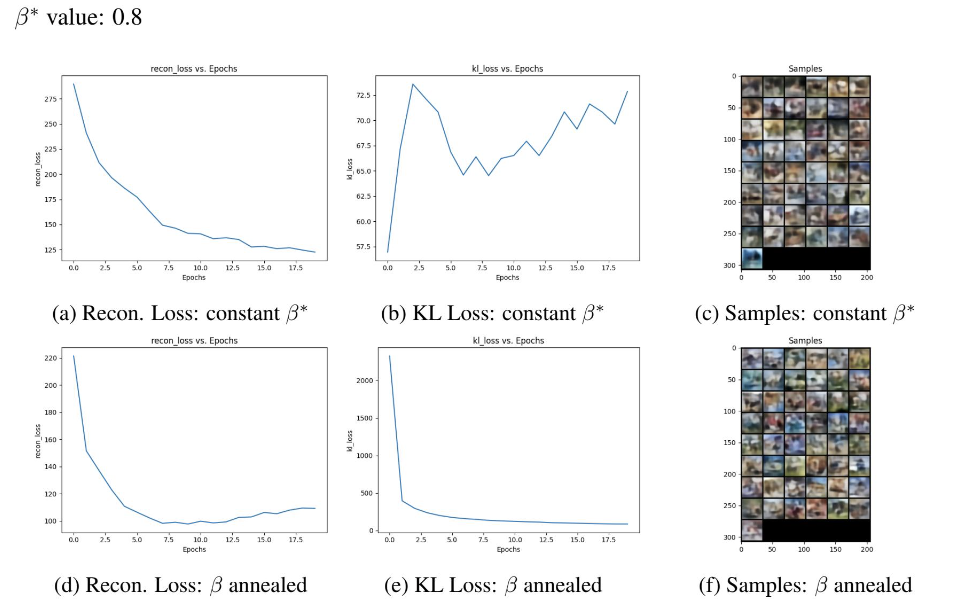 β* value: 0.8
recon_loss vs. Epochs
275
250
225
200
175
150
125
recon_loss
0.0 2.5 5.0 7.5 10.0 12.5 15.0 17.5
Epochs
kl_loss vs. Epochs
72.5
70.0
67.5
65.0
62.5
60.0
57.5
kl_loss
0.0 2.5 5.0 7.5 10.0 12.5 15.0 17.5
Epochs
Samples
0
50
100
150
200
250
300
0 50 100 150 200
(a) Recon. Loss: constant β*
(b) KL Loss: constant β*
(c) Samples: constant β*
recon_loss vs. Epochs
220
200
180
160
140
120
100
recon_loss
0.0 2.5 5.0 7.5 10.0 12.5 15.0 17.5
Epochs
kl_loss vs. Epochs
2000
1500
1000
500
0
kl_loss
0.0 2.5 5.0 7.5 10.0 12.5 15.0 17.5
Epochs
Samples
0
50
100
150
200
250
300
0 50 100 150 200
(d) Recon. Loss: β annealed
(e) KL Loss: β annealed
(f) Samples: β annealed